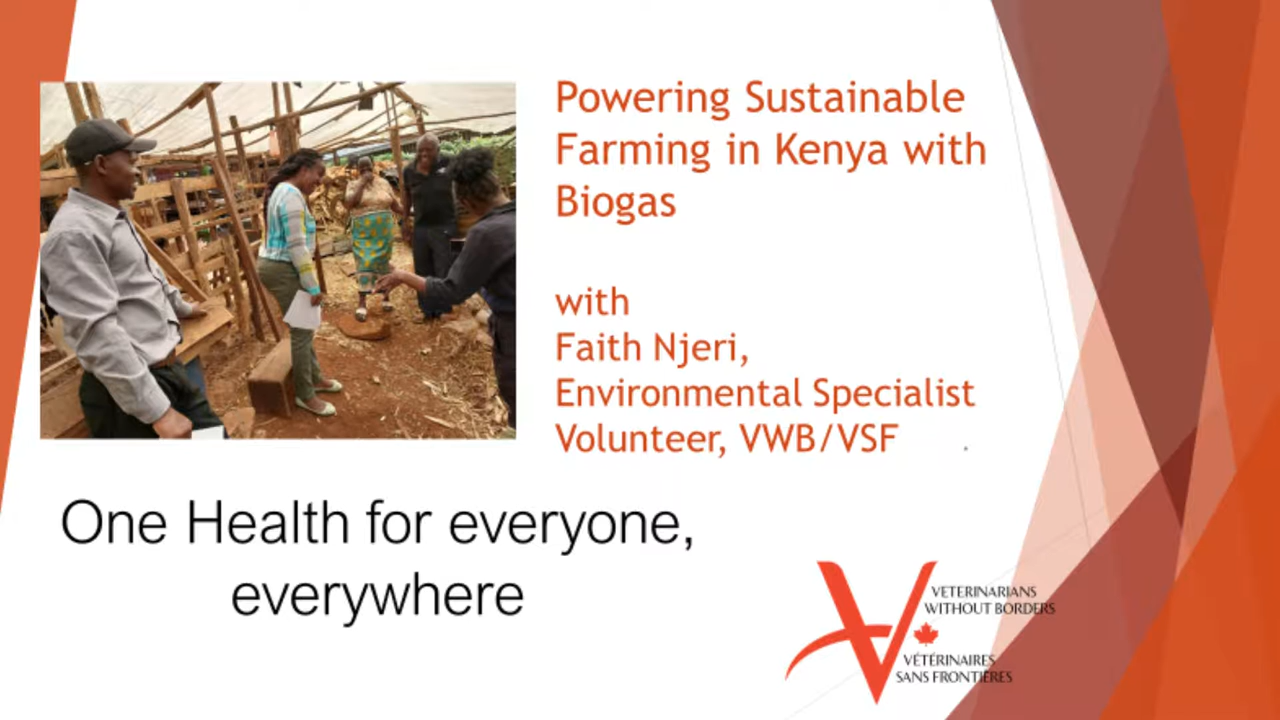 Powering Sustainable
Farming in Kenya with
Biogas
with
Faith Njeri,
Environmental Specialist
Volunteer, VWB/VSF
One Health for everyone,
everywhere
VETERINARIANS
WITHOUT BORDERS
VÉTÉRINAIRES
SANS FRONTIÈRES